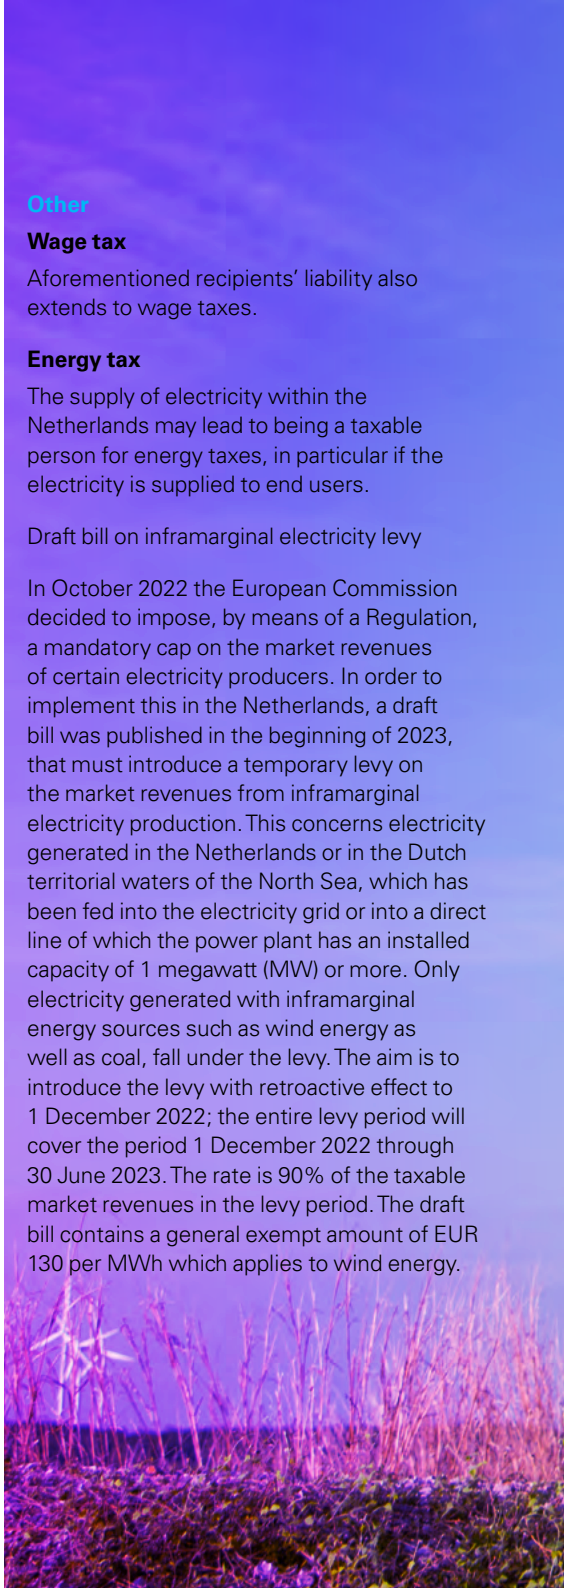 Other
Wage tax
Aforementioned recipients’ liability also
extends to wage taxes.
Energy tax
The supply of electricity within the
Netherlands may lead to being a taxable
person for energy taxes, in particular if the
electricity is supplied to end users.
Draft bill on inframarginal electricity levy
In October 2022 the European Commission
decided to impose, by means of a Regulation,
a mandatory cap on the market revenues
of certain electricity producers. In order to
implement this in the Netherlands, a draft
bill was published in the beginning of 2023,
that must introduce a temporary levy on
the market revenues from inframarginal
electricity production. This concerns electricity
generated in the Netherlands or in the Dutch
territorial waters of the North Sea, which has
been fed into the electricity grid or into a direct
line of which the power plant has an installed
capacity of 1 megawatt (MW) or more. Only
electricity generated with inframarginal
energy sources such as wind energy as
well as coal, fall under the levy. The aim is to
introduce the levy with retroactive effect to
1 December 2022; the entire levy period will
cover the period 1 December 2022 through
30 June 2023. The rate is 90% of the taxable
market revenues in the levy period. The draft
bill contains a general exempt amount of EUR
130 per MWh which applies to wind energy.